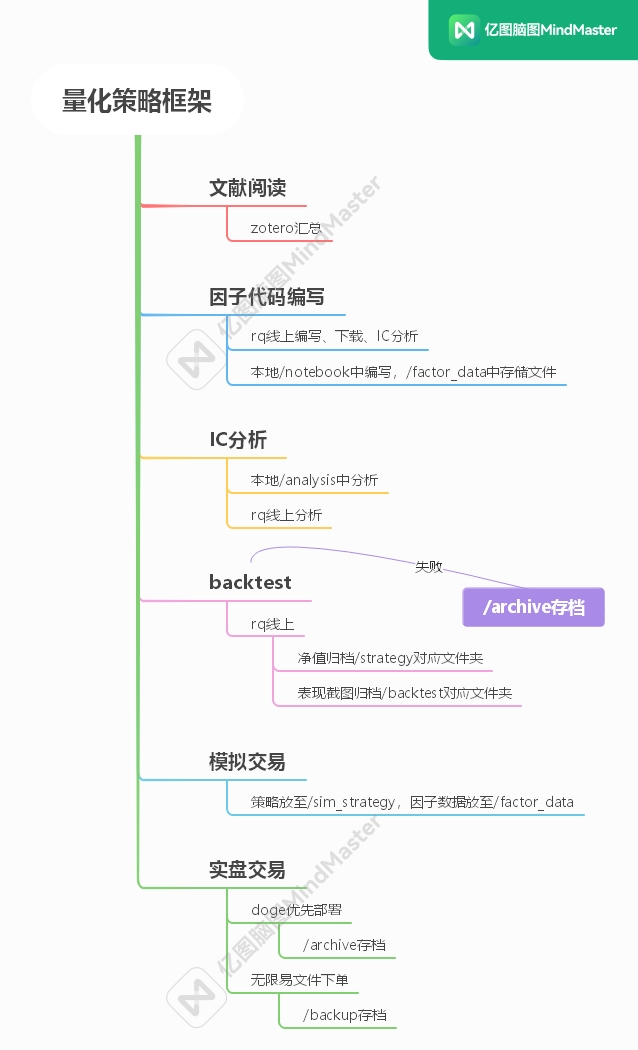 亿图脑图MindMaster
量化策略框架
文献阅读
zotero汇总
因子代码编写
rq线上编写、下载、IC分析
本地/notebook中编写，/factor_data中存储文件
IC分析
本地/analysis中分析
rq线上分析
backtest
失败
/archive存档
rq线上
净值归档/strategy对应文件夹
表现截图归档/backtest对应文件夹
模拟交易
策略放至/sim_strategy，因子数据放至/factor_data
实盘交易
doge优先部署
/archive存档
无限易文件下单
/backup存档
亿图脑图MindMaster
亿图脑图MindMaster